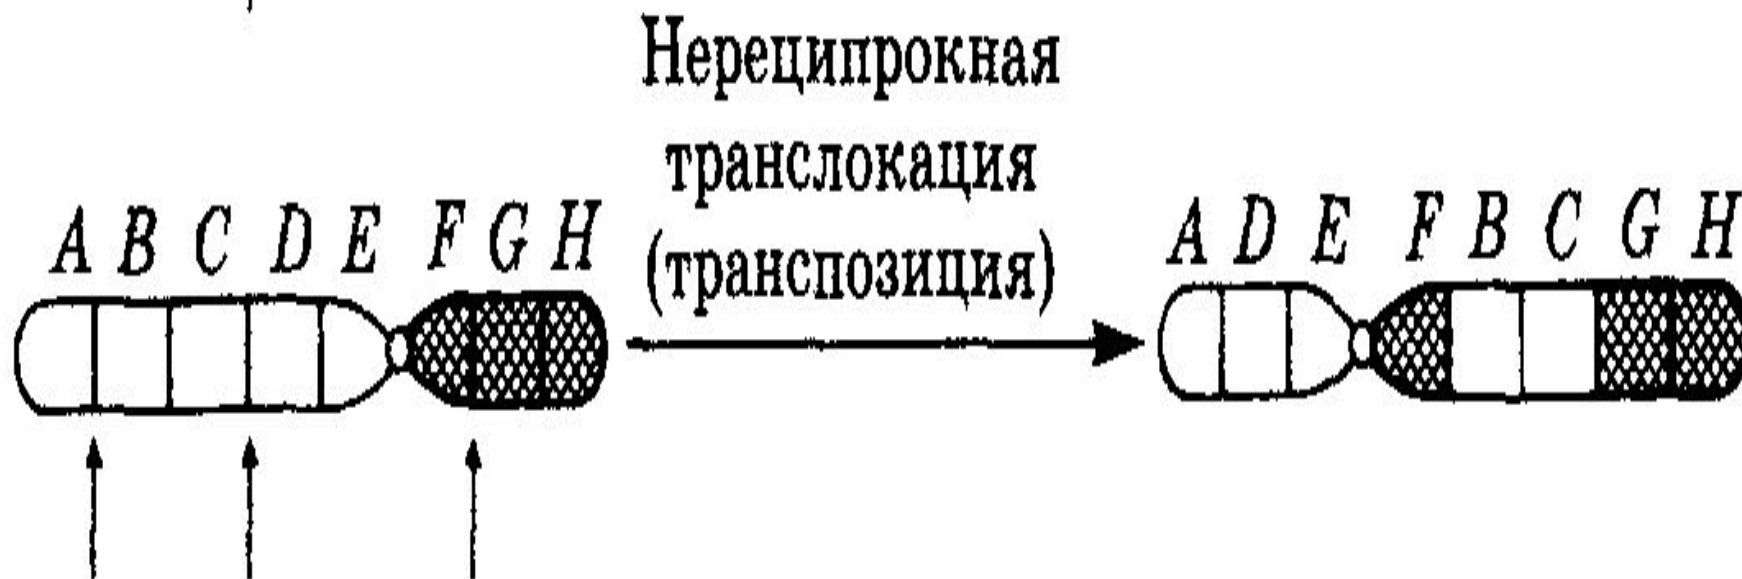 Нереципрокная
транслокация
(транспозиция)
A B C D E F G H
A D E F B C G H